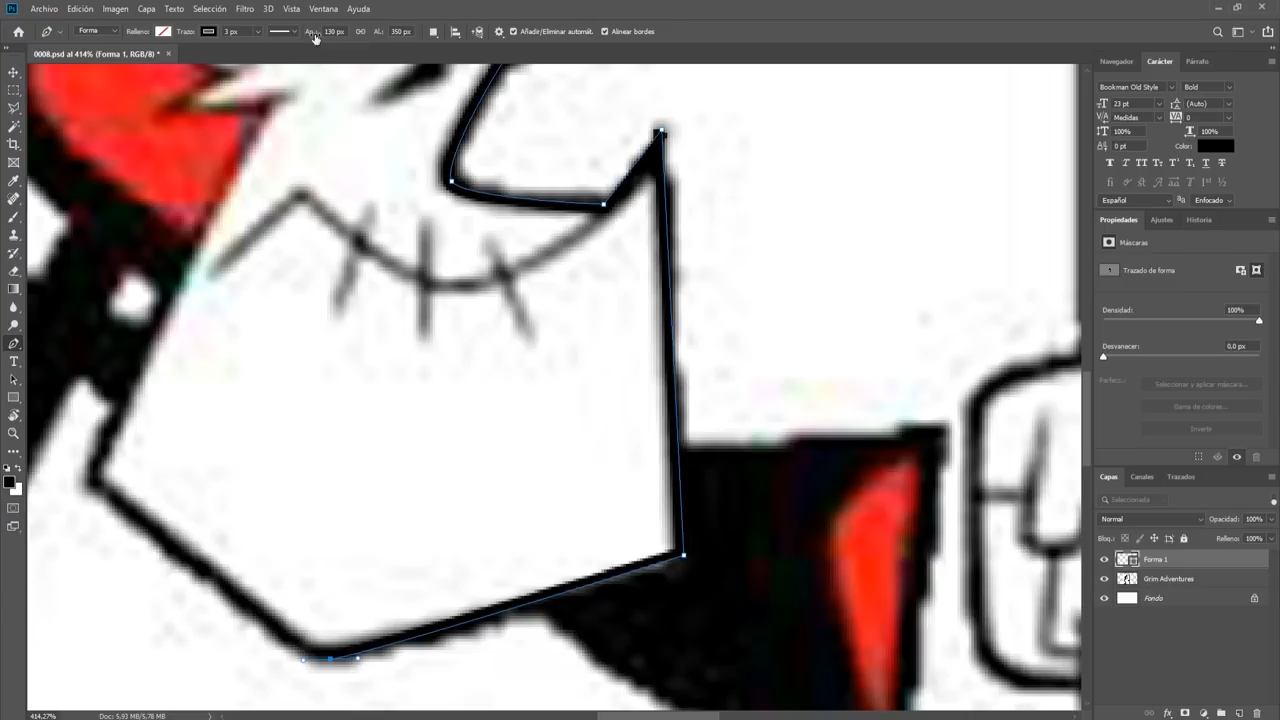 Archivo Edición Imagen Capa Texto Selección Filtro 3D Vista Ventana Ayuda
Forma Relleno: Trazo: 3 px 130 px Al.: 350 px Añadir/Eliminar automát. Alinear bordes
0008.psd al 414% (Forma 1, RGB/8) *
Navegador Carácter Párrafo
Bookman Old Style Bold
23 pt (Auto)
Medidas 0
100% 100%
0 pt Color:
Español Enfocado
Propiedades Ajustes Historia
Máscaras
Trazado de forma
Densidad: 100%
Desvanecer: 0,0 px
Perfecc.:
Seleccionar y aplicar máscara...
Gama de colores...
Invertir
Capas Canales Trazados
Seleccionada
Normal Opacidad: 100%
Bloq.: Relleno: 100%
Forma 1
Grim Adventures
Fondo
414,27% Doc: 5,93 MB/5,78 MB